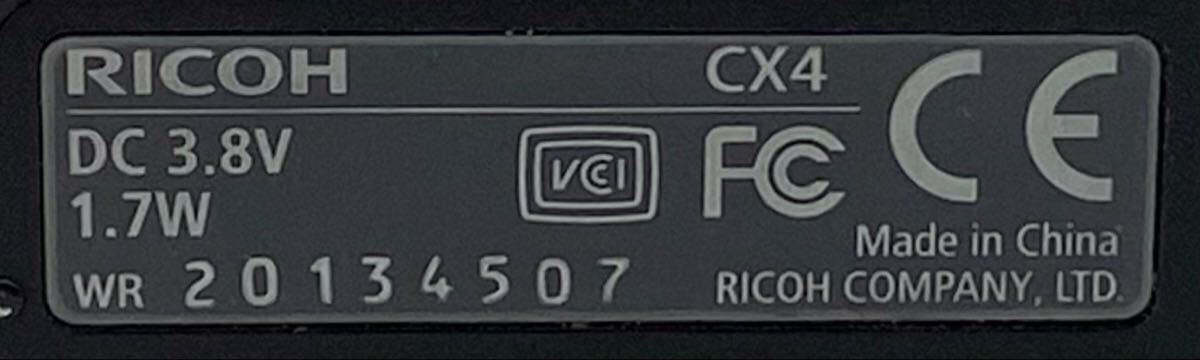 RICOH CX4
DC 3.8V
1.7W
VCCI FC CE
Made in China
WR 20134507
RICOH COMPANY, LTD.